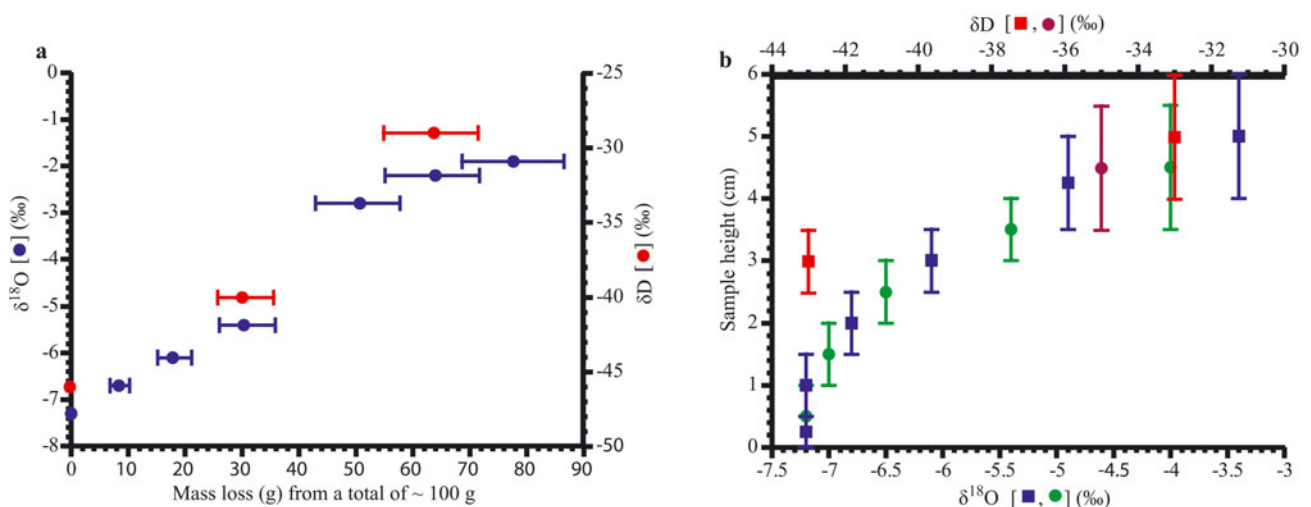 a
0
-1
-2
-3
-4
-5
-6
-7
-8
δ¹⁸O [●] (‰)
-25
-30
-35
-40
-45
-50
δD [●] (‰)
0 10 20 30 40 50 60 70 80 90
Mass loss (g) from a total of ~ 100 g
δD [■, ●] (‰)
-44 -42 -40 -38 -36 -34 -32 -30
b
6
5
4
3
2
1
0
Sample height (cm)
-7.5 -7 -6.5 -6 -5.5 -5 -4.5 -4 -3.5 -3
δ¹⁸O [■, ●] (‰)